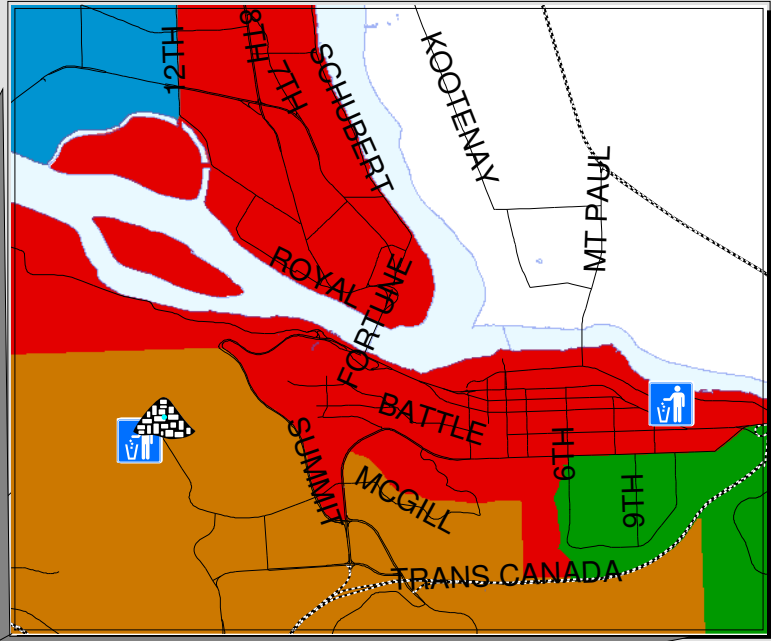 12TH
8TH
7TH
SCHUBERT
KOOTENAY
MT PAUL
ROYAL
FORTUNE
BATTLE
SUMMIT
MCGILL
6TH
9TH
TRANS CANADA